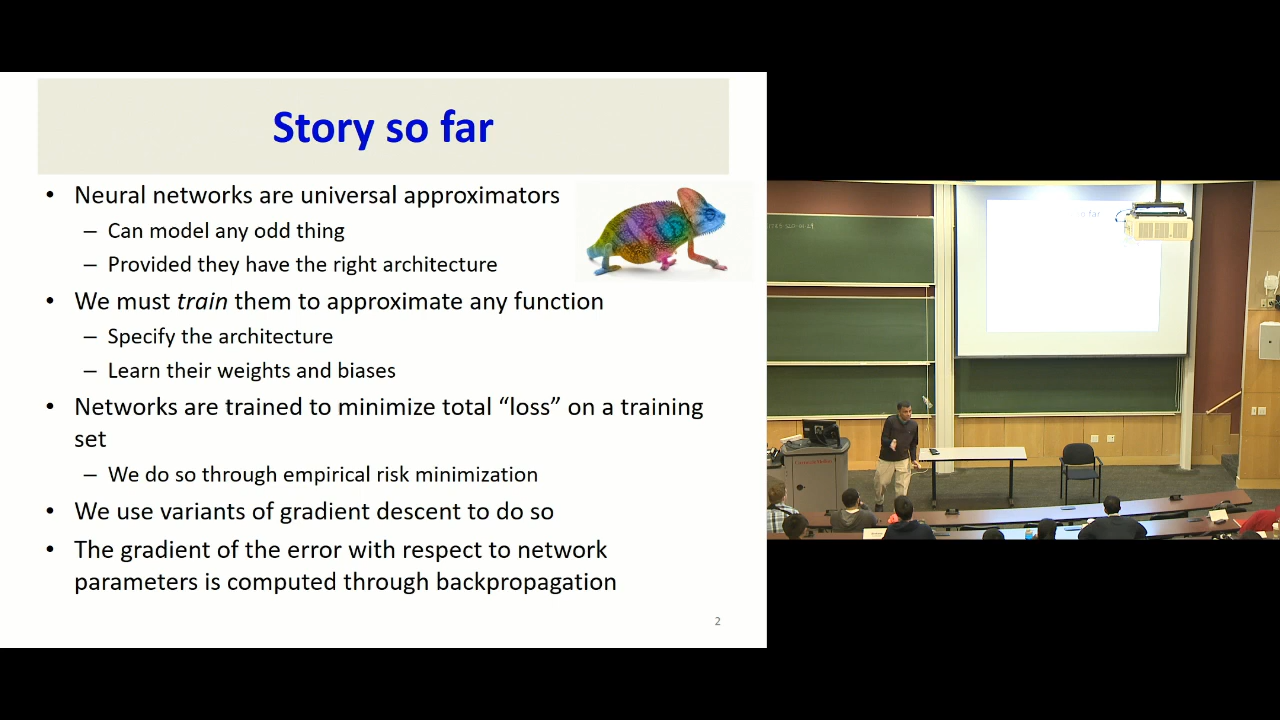 Story so far
• Neural networks are universal approximators
– Can model any odd thing
– Provided they have the right architecture
• We must train them to approximate any function
– Specify the architecture
– Learn their weights and biases
• Networks are trained to minimize total “loss” on a training
set
– We do so through empirical risk minimization
• We use variants of gradient descent to do so
• The gradient of the error with respect to network
parameters is computed through backpropagation
2
o far